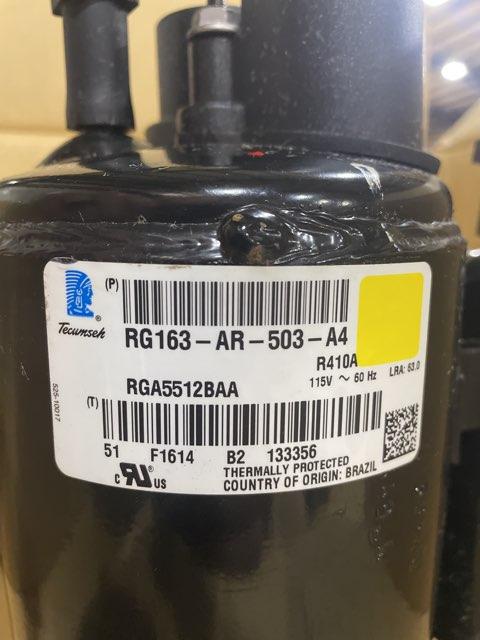 (P)
Tecumseh
RG163-AR-503-A4
R410A
115V ~ 60 Hz LRA: 63.0
RGA5512BAA
(T)
525-10017
51 F1614 B2 133356
THERMALLY PROTECTED
COUNTRY OF ORIGIN: BRAZIL
c RU ® US